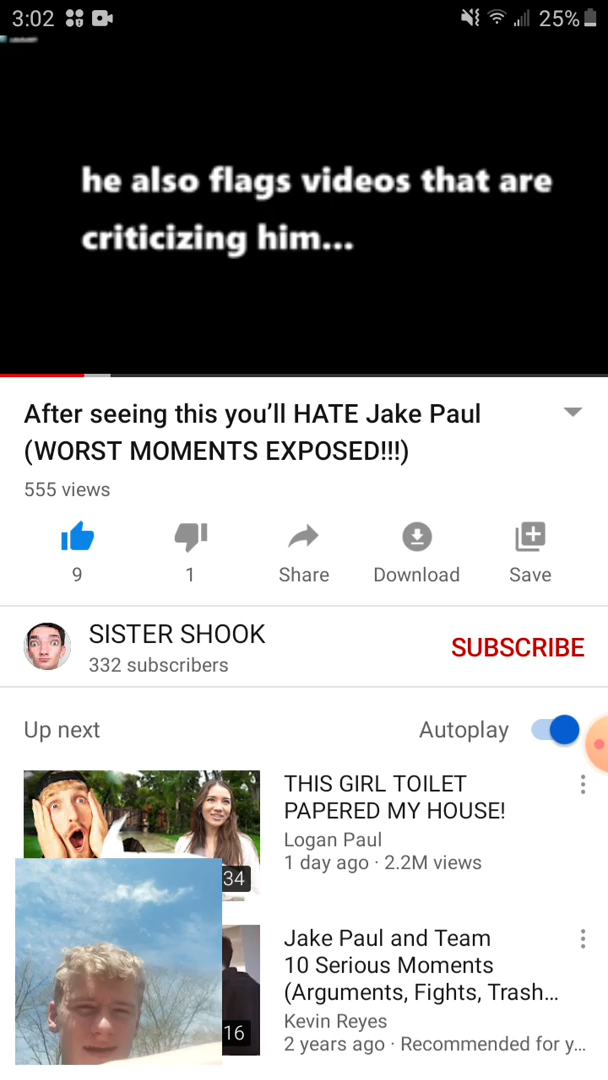 3:02
25%
he also flags videos that are
criticizing him...
After seeing this you’ll HATE Jake Paul
(WORST MOMENTS EXPOSED!!!)
555 views
9
1
Share
Download
Save
SISTER SHOOK
332 subscribers
SUBSCRIBE
Up next
Autoplay
THIS GIRL TOILET
PAPERED MY HOUSE!
Logan Paul
1 day ago · 2.2M views
34
Jake Paul and Team
10 Serious Moments
(Arguments, Fights, Trash...
Kevin Reyes
2 years ago · Recommended for y...
16